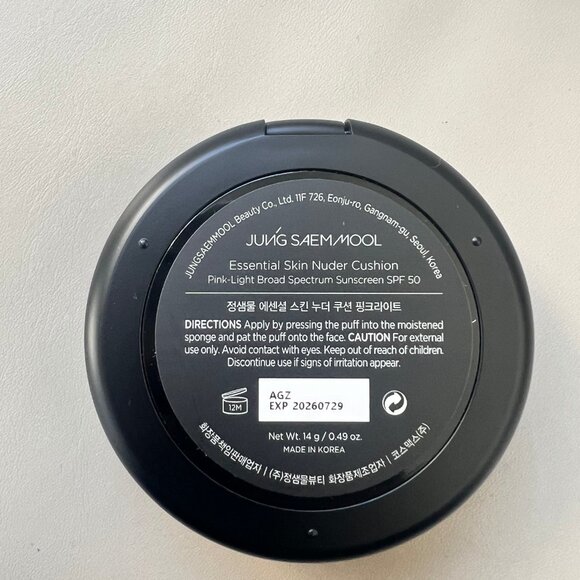 JUNGSAEMMOOL Beauty Co., Ltd. 11F 726, Eonju-ro, Gangnam-gu, Seoul, Korea
JUNG SAEM MOOL
Essential Skin Nuder Cushion
Pink-Light Broad Spectrum Sunscreen SPF 50
정샘물 에센셜 스킨 누더 쿠션 핑크라이트
DIRECTIONS Apply by pressing the puff into the moistened
sponge and pat the puff onto the face. CAUTION For external
use only. Avoid contact with eyes. Keep out of reach of children.
Discontinue use if signs of irritation appear.
12M
AGZ
EXP 20260729
Net Wt. 14 g / 0.49 oz.
MADE IN KOREA
화장품책임판매업자 | (주)정샘물뷰티 화장품제조업자 | 코스맥스(주)